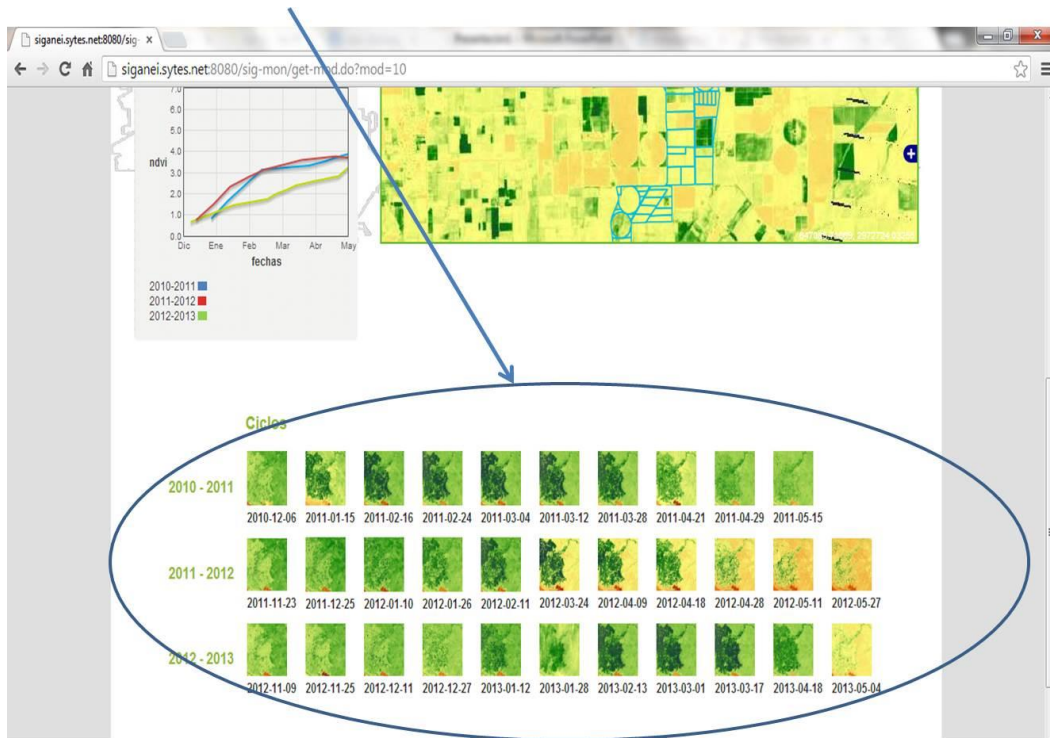 siganei.sytes.net:8080/sig- ×
siganei.sytes.net:8080/sig-mon/get-mod.do?mod=10
7.0
6.0
5.0
4.0
3.0
2.0
1.0
0.0
ndvi
Dic Ene Feb Mar Abr May
fechas
2010-2011
2011-2012
2012-2013
Ciclos
2010 - 2011
2010-12-06 2011-01-15 2011-02-16 2011-02-24 2011-03-04 2011-03-12 2011-03-28 2011-04-21 2011-04-29 2011-05-15
2011 - 2012
2011-11-23 2011-12-25 2012-01-10 2012-01-26 2012-02-11 2012-03-24 2012-04-09 2012-04-18 2012-04-28 2012-05-11 2012-05-27
2012 - 2013
2012-11-09 2012-11-25 2012-12-11 2012-12-27 2013-01-12 2013-01-28 2013-02-13 2013-03-01 2013-03-17 2013-04-18 2013-05-04